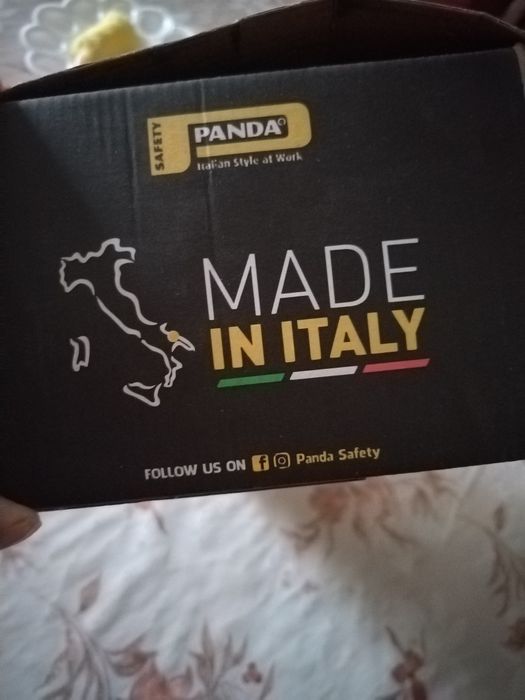 SAFETY
PANDA®
Italian Style at Work
MADE
IN ITALY
FOLLOW US ON Panda Safety